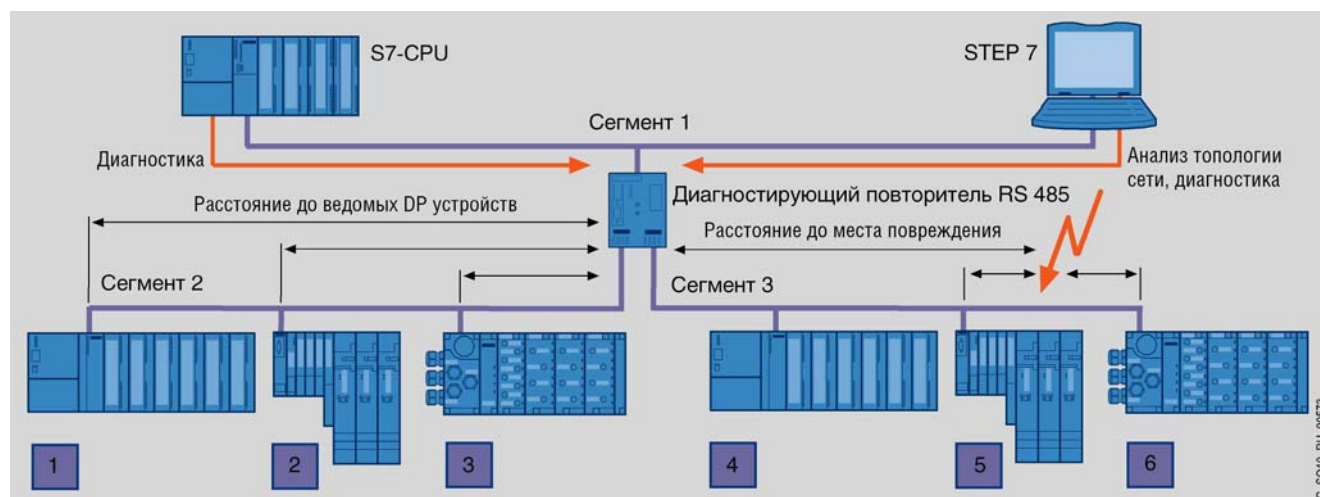 S7-CPU
STEP 7
Сегмент 1
Диагностика
Анализ топологии
сети, диагностика
Диагностирующий повторитель RS 485
Расстояние до ведомых DP устройств
Расстояние до места повреждения
Сегмент 2
Сегмент 3
1
2
3
4
5
6